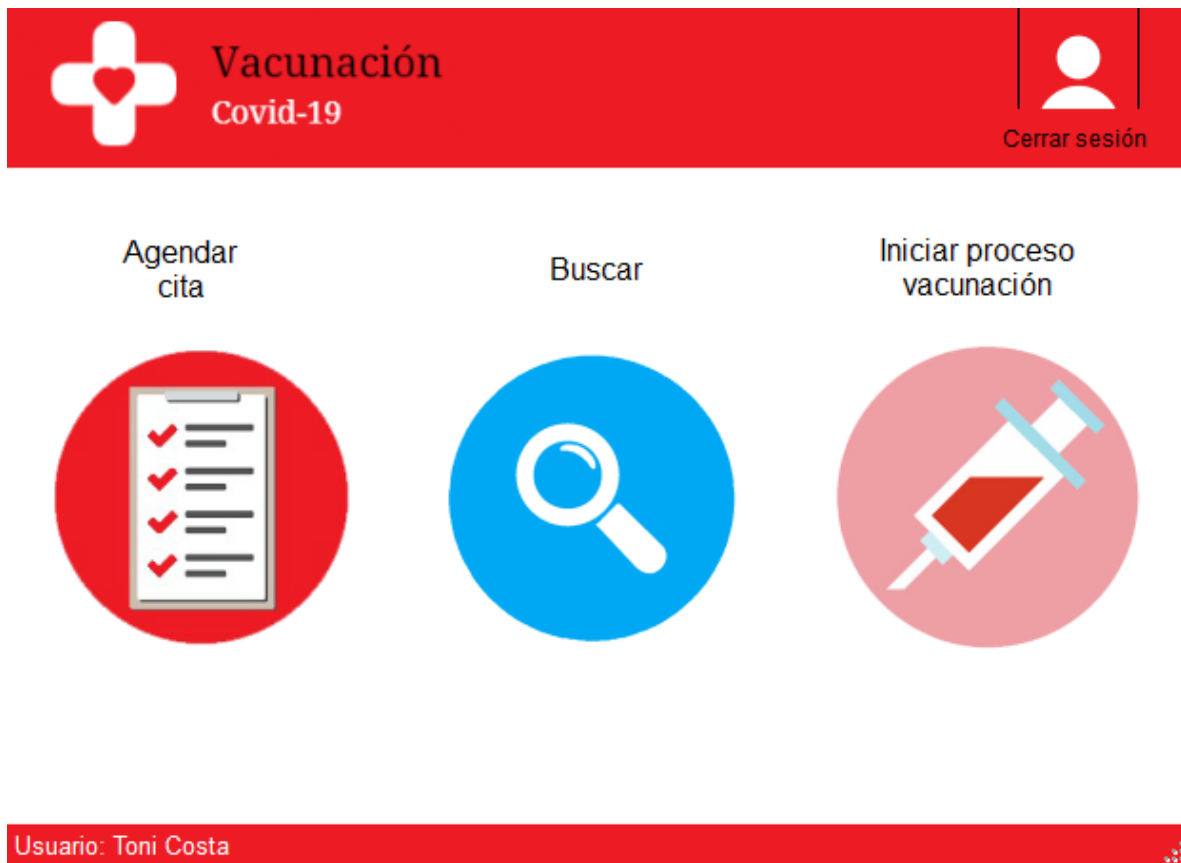 Vacunación
Covid-19
Cerrar sesión
Agendar
cita
Buscar
Iniciar proceso
vacunación
Usuario: Toni Costa